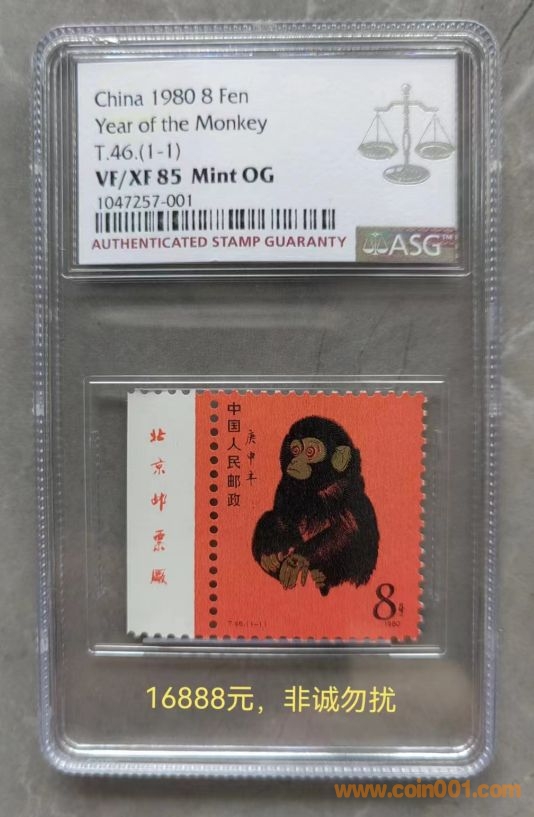 China 1980 8 Fen
Year of the Monkey
T.46.(1-1)
VF/XF 85 Mint OG
1047257-001
AUTHENTICATED STAMP GUARANTY
ASG™
北京邮票厰
中国人民邮政
庚申年
8分
T.46.(1-1)
1980
16888元，非诚勿扰
www.coin001.com